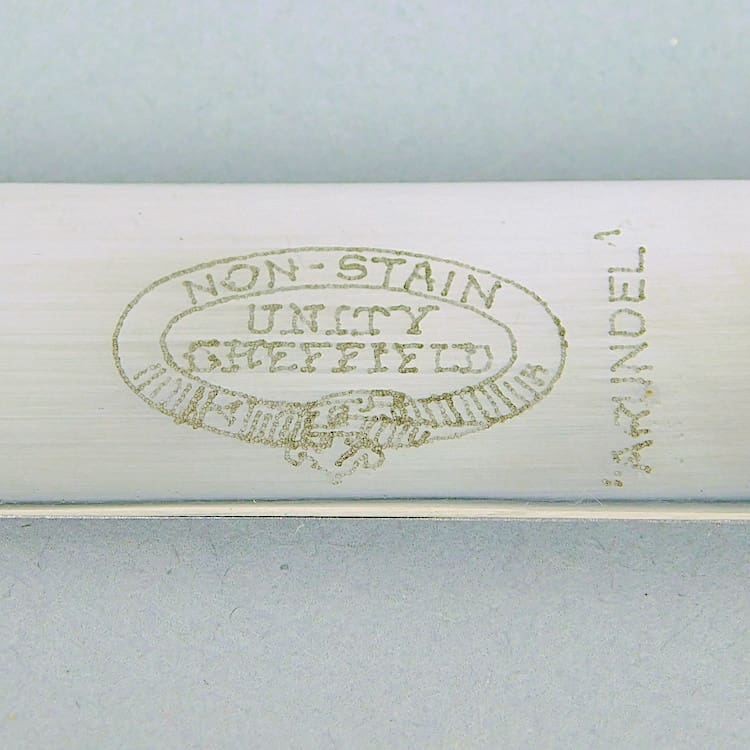 NON-STAIN
UNITY
SHEFFIELD
"ARUNDEL"